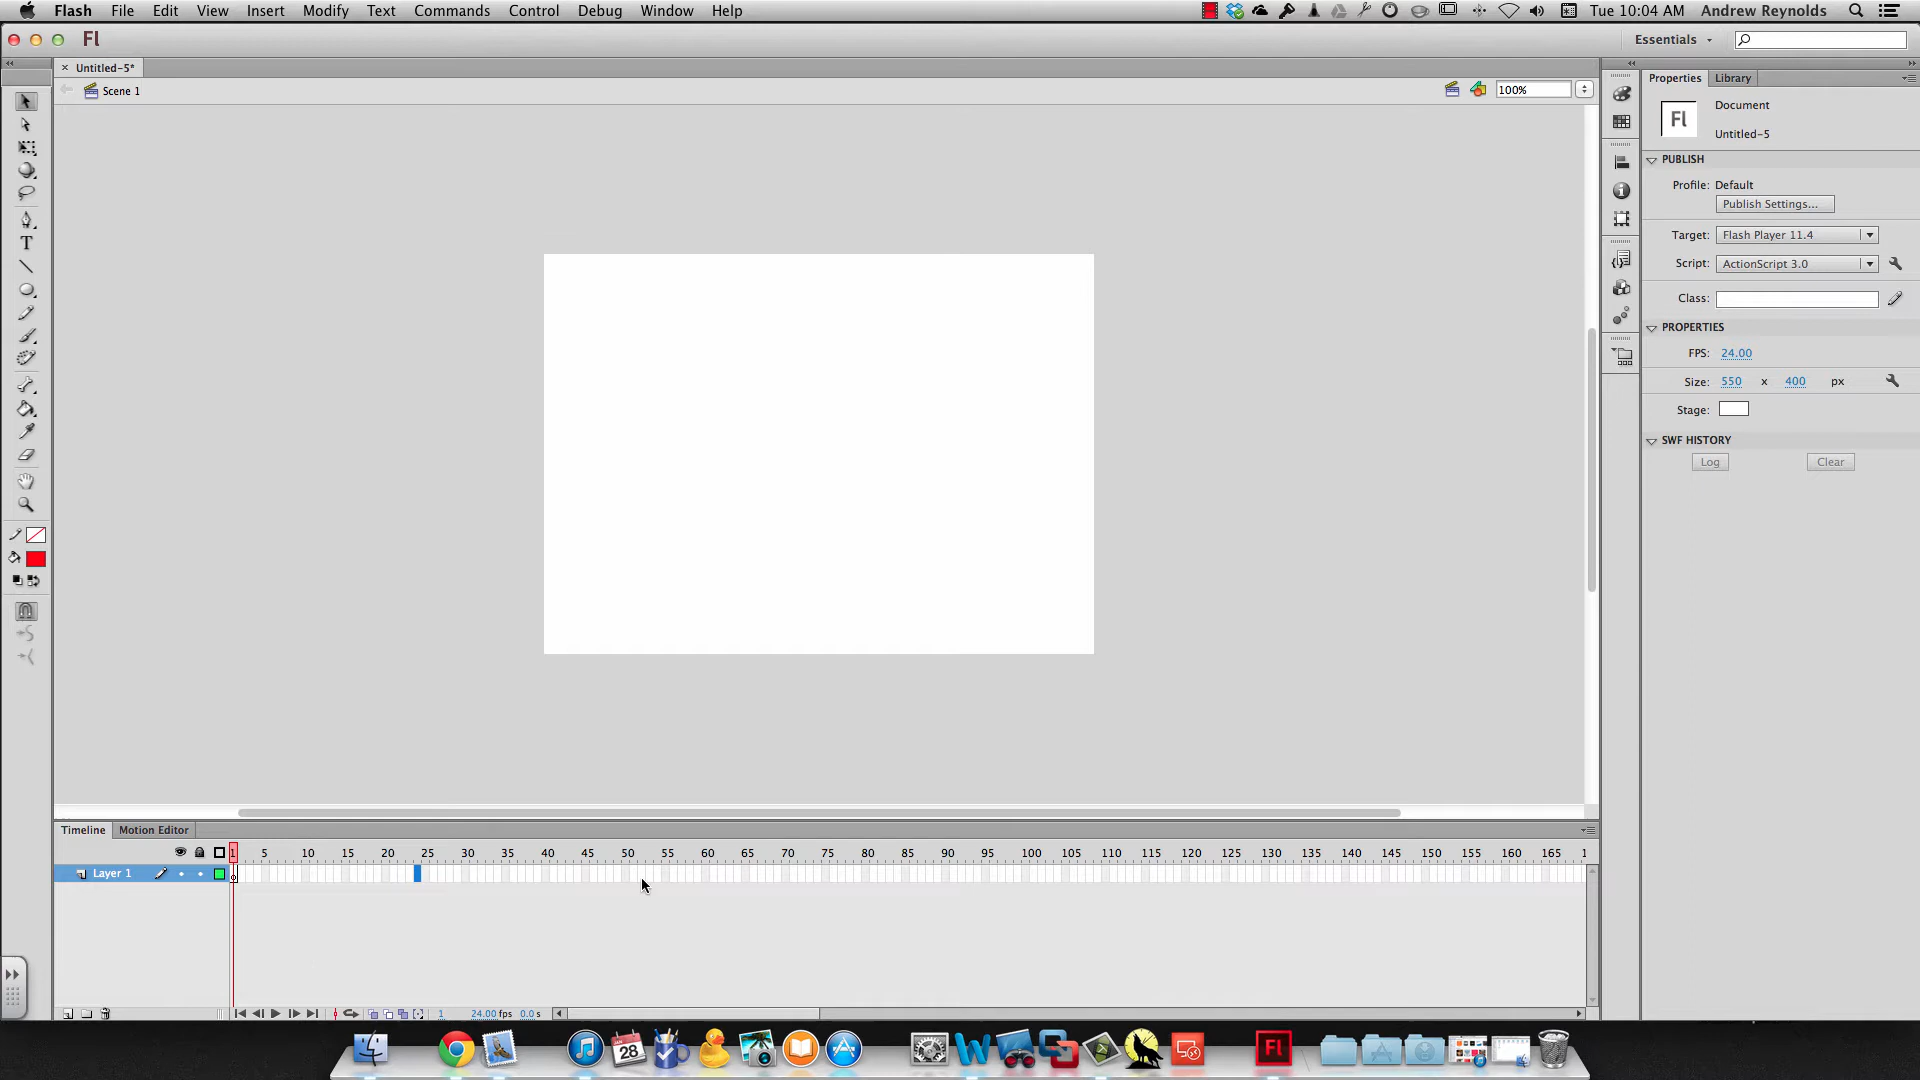 Flash File Edit View Insert Modify Text Commands Control Debug Window Help Tue 10:04 AM Andrew Reynolds
Fl Essentials
Untitled-5*
Scene 1 100%
Properties Library
Fl Document
Untitled-5
PUBLISH
Profile: Default
Publish Settings...
Target: Flash Player 11.4
Script: ActionScript 3.0
Class:
PROPERTIES
FPS: 24.00
Size: 550 x 400 px
Stage:
SWF HISTORY
Log Clear
T
Timeline Motion Editor
1 5 10 15 20 25 30 35 40 45 50 55 60 65 70 75 80 85 90 95 100 105 110 115 120 125 130 135 140 145 150 155 160 165 1
Layer 1
1 24.00 fps 0.0 s
JAN 28 W Fl